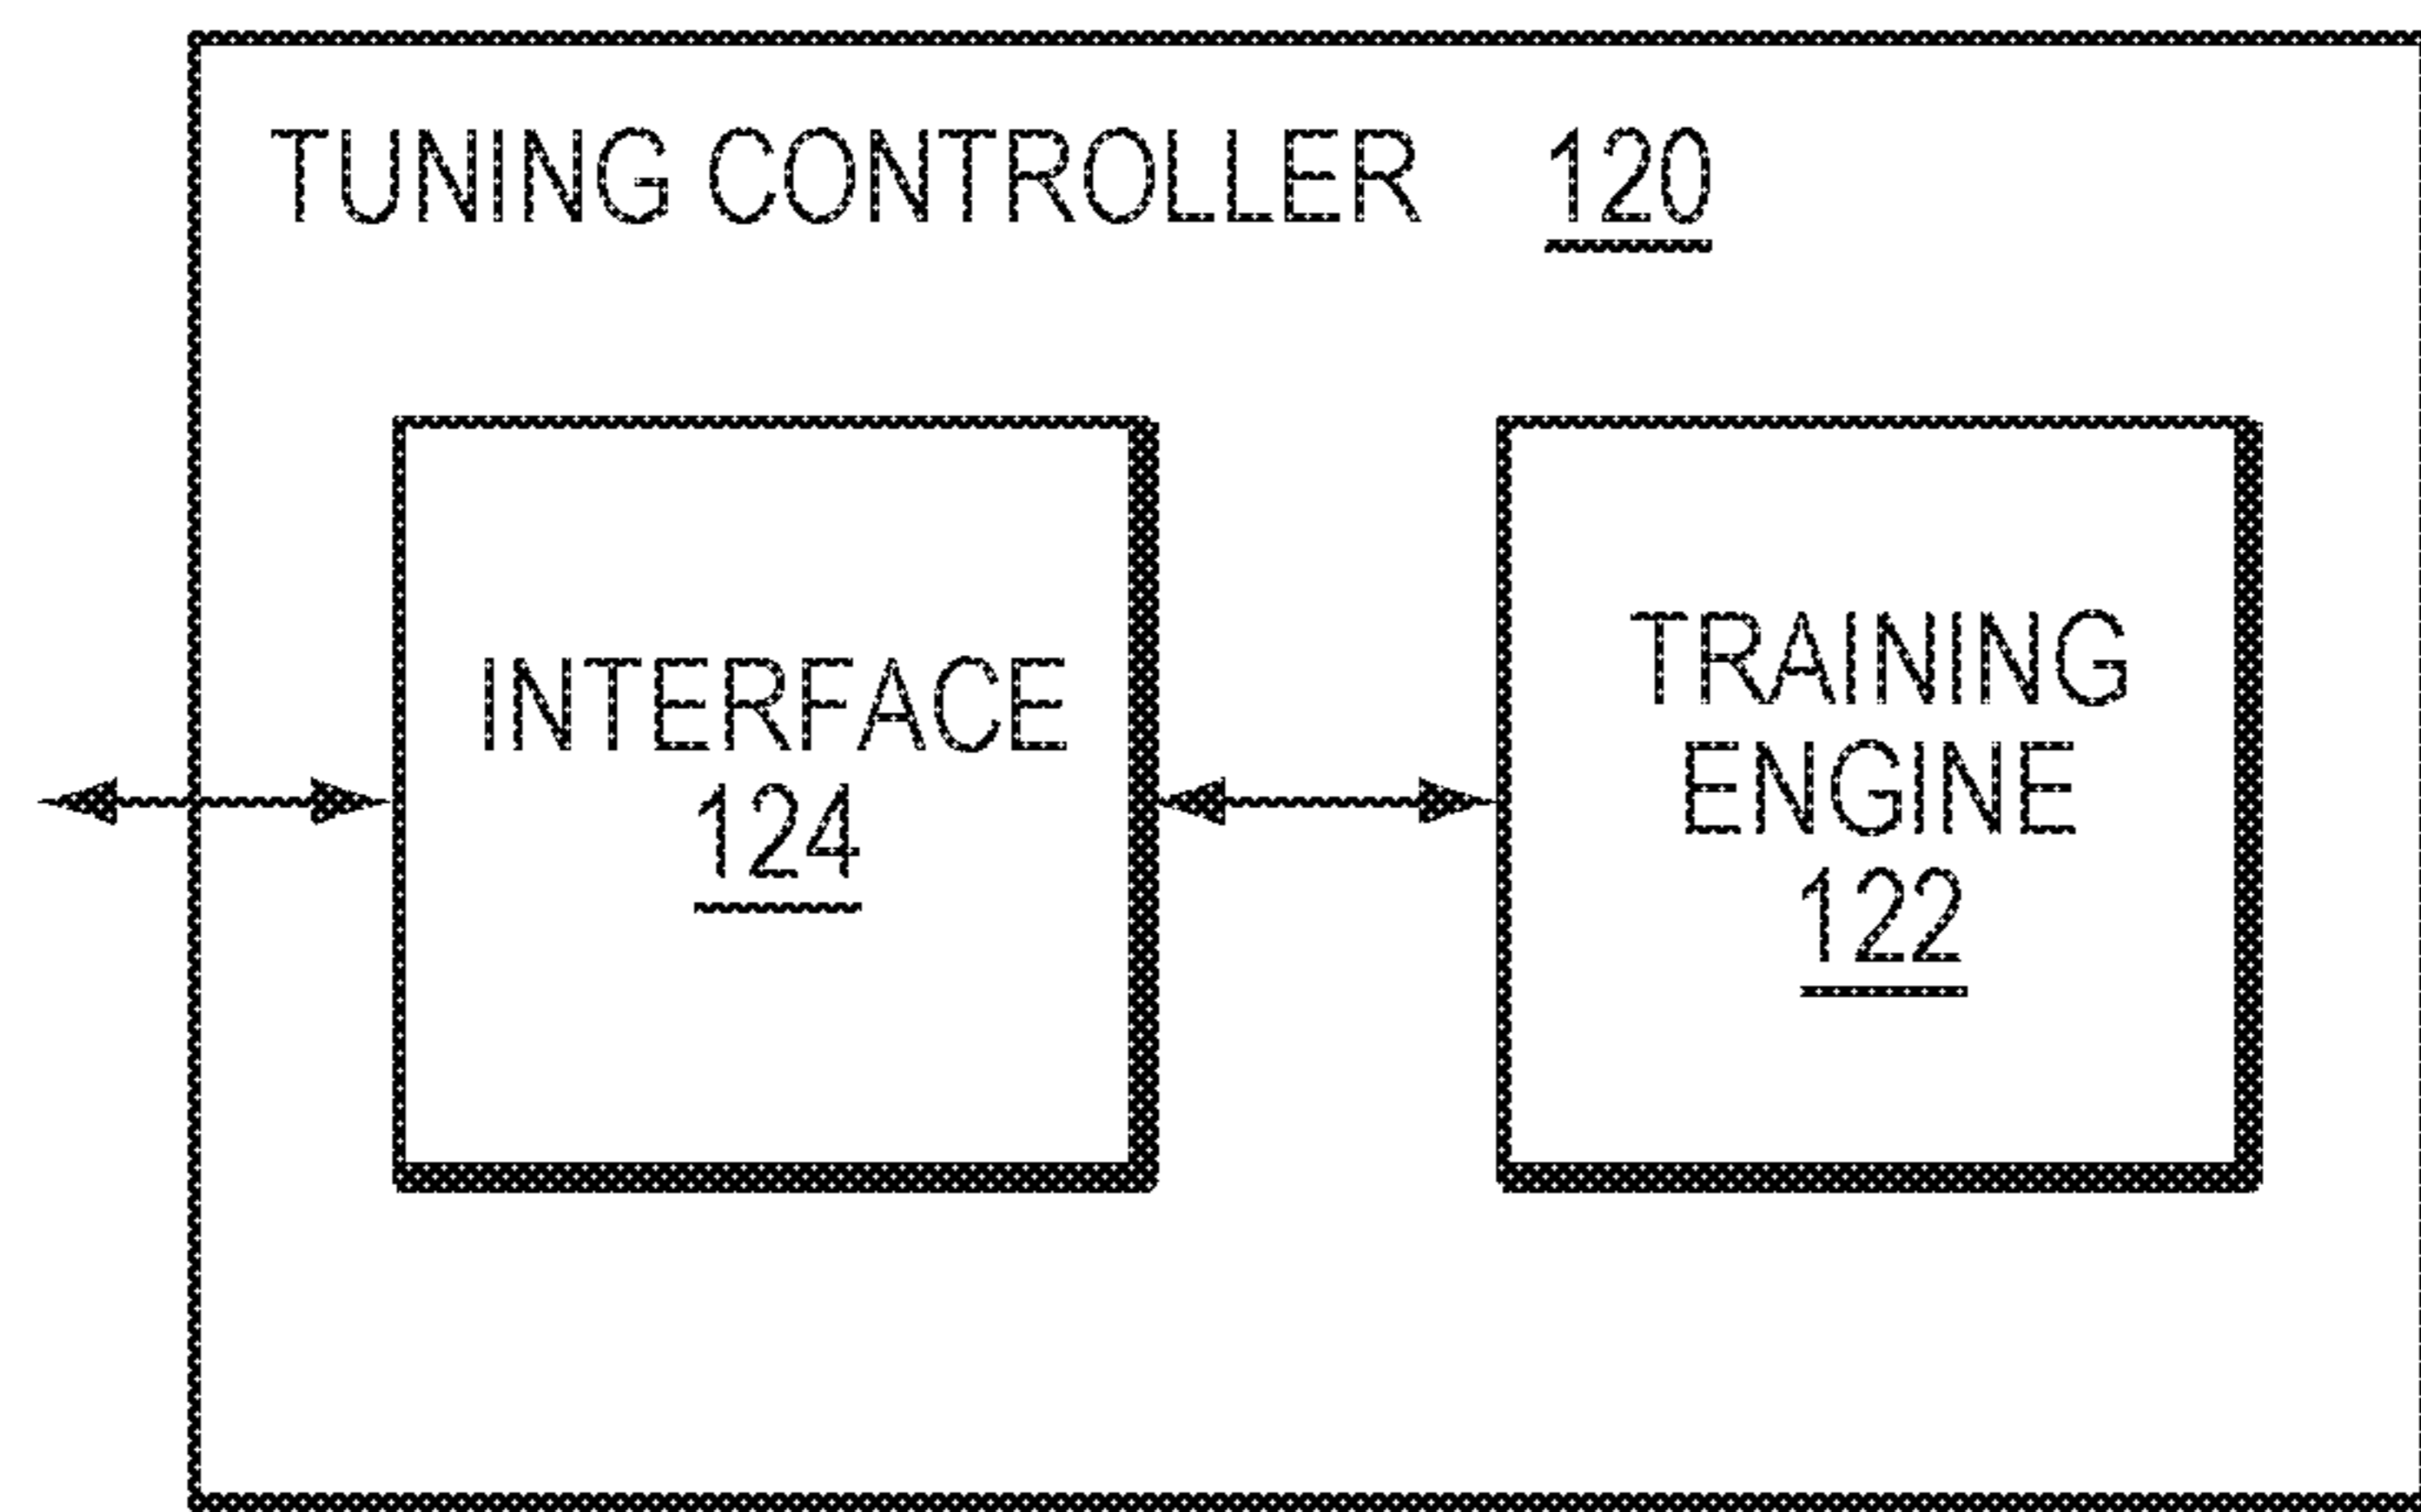 TUNING CONTROLLER 120
INTERFACE
124
TRAINING
ENGINE
122